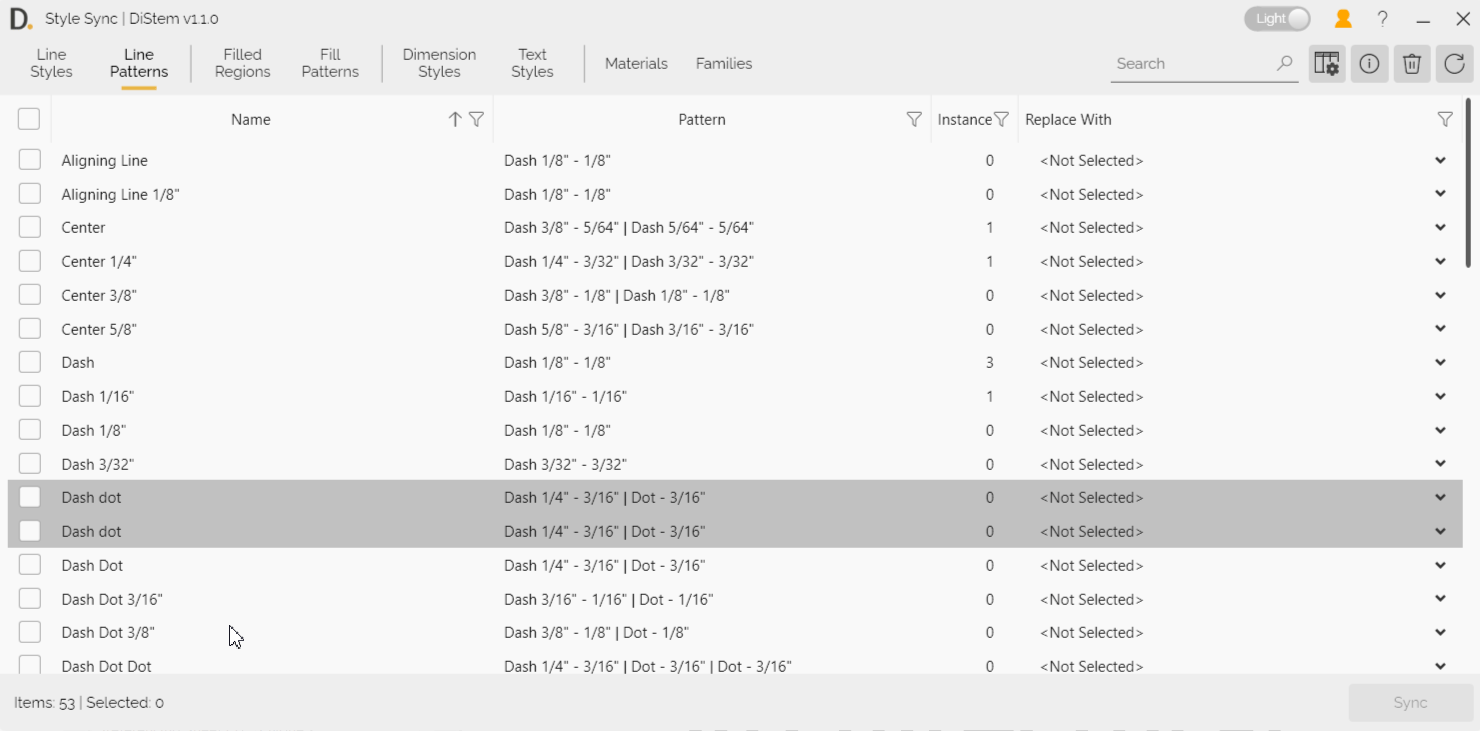 D. Style Sync | DiStem v1.1.0 Light ?
Line Styles Line Patterns Filled Regions Fill Patterns Dimension Styles Text Styles Materials Families Search
Name Pattern Instance Replace With
Aligning Line Dash 1/8" - 1/8" 0 <Not Selected>
Aligning Line 1/8" Dash 1/8" - 1/8" 0 <Not Selected>
Center Dash 3/8" - 5/64" | Dash 5/64" - 5/64" 1 <Not Selected>
Center 1/4" Dash 1/4" - 3/32" | Dash 3/32" - 3/32" 1 <Not Selected>
Center 3/8" Dash 3/8" - 1/8" | Dash 1/8" - 1/8" 0 <Not Selected>
Center 5/8" Dash 5/8" - 3/16" | Dash 3/16" - 3/16" 0 <Not Selected>
Dash Dash 1/8" - 1/8" 3 <Not Selected>
Dash 1/16" Dash 1/16" - 1/16" 1 <Not Selected>
Dash 1/8" Dash 1/8" - 1/8" 0 <Not Selected>
Dash 3/32" Dash 3/32" - 3/32" 0 <Not Selected>
Dash dot Dash 1/4" - 3/16" | Dot - 3/16" 0 <Not Selected>
Dash dot Dash 1/4" - 3/16" | Dot - 3/16" 0 <Not Selected>
Dash Dot Dash 1/4" - 3/16" | Dot - 3/16" 0 <Not Selected>
Dash Dot 3/16" Dash 3/16" - 1/16" | Dot - 1/16" 0 <Not Selected>
Dash Dot 3/8" Dash 3/8" - 1/8" | Dot - 1/8" 0 <Not Selected>
Dash Dot Dot Dash 1/4" - 3/16" | Dot - 3/16" | Dot - 3/16" 0 <Not Selected>
Items: 53 | Selected: 0 Sync